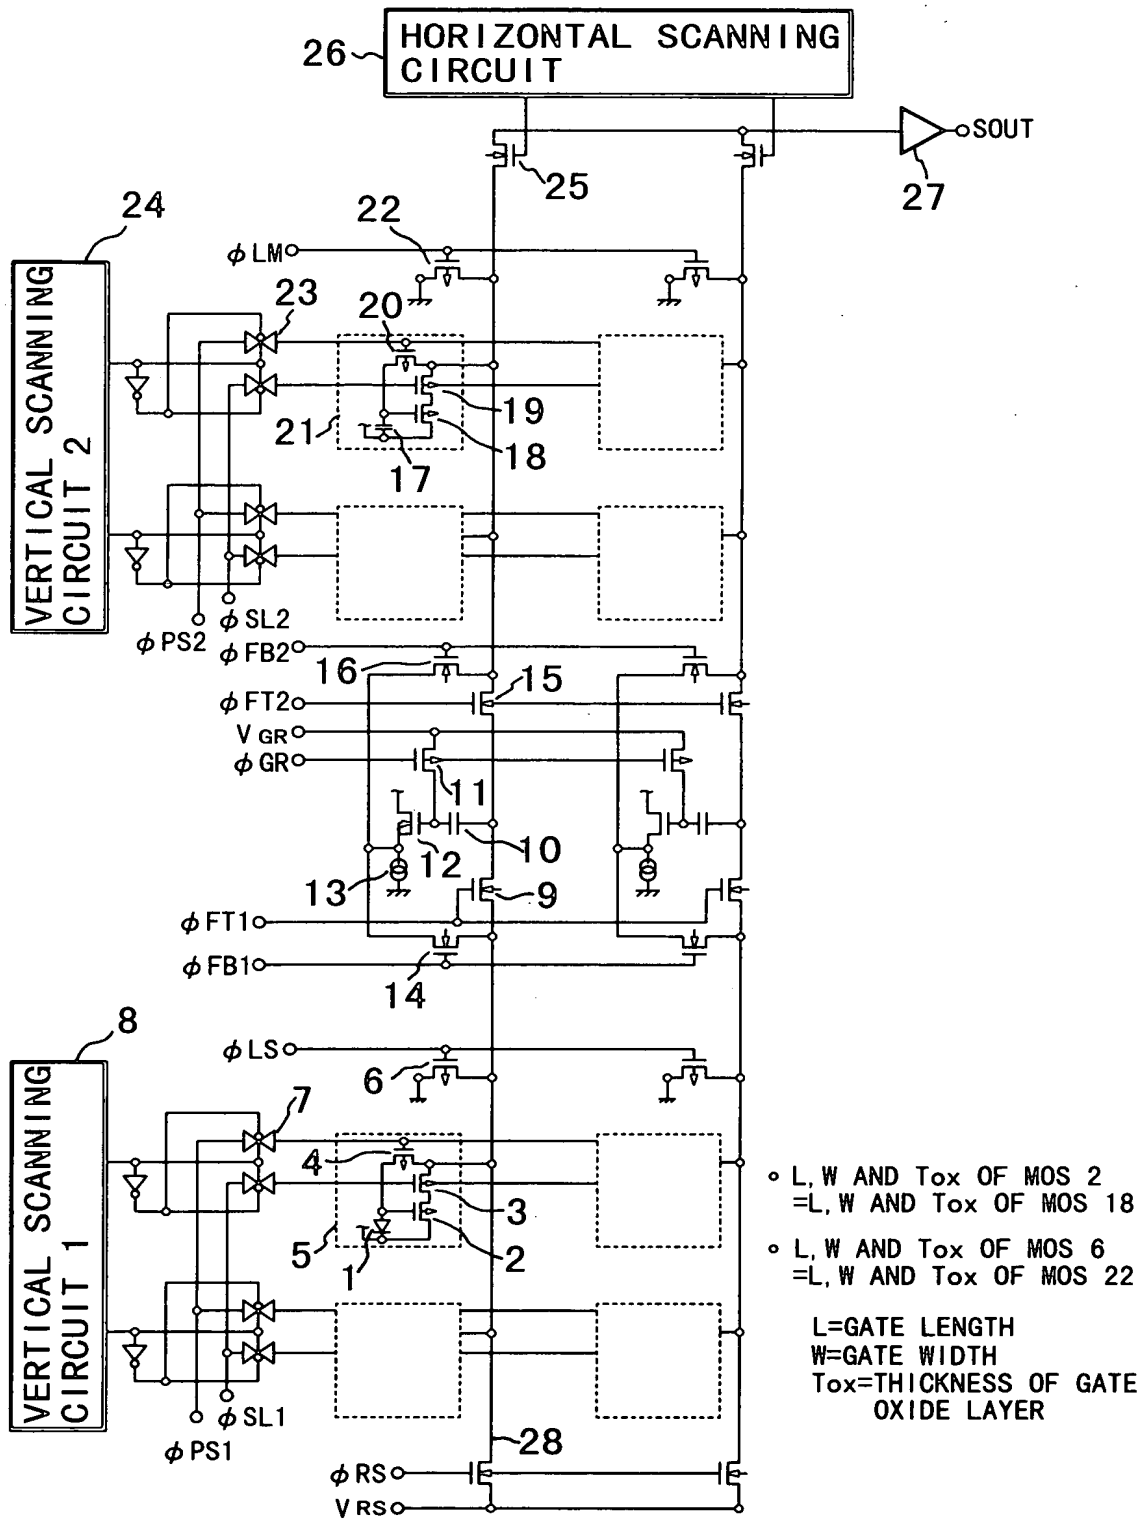 HORIZONTAL SCANNING
CIRCUIT
26
SOUT
25
27
24
22
φLM
VERTICAL SCANNING
CIRCUIT 2
23
20
19
21
18
17
φSL2
φPS2
φFB2
16
15
φFT2
VGR
φGR
11
10
12
13
9
φFT1
φFB1
14
8
φLS
6
VERTICAL SCANNING
CIRCUIT 1
7
4
3
5
1
2
L, W AND Tox OF MOS 2
=L, W AND Tox OF MOS 18
L, W AND Tox OF MOS 6
=L, W AND Tox OF MOS 22
L=GATE LENGTH
W=GATE WIDTH
Tox=THICKNESS OF GATE
OXIDE LAYER
φSL1
φPS1
28
φRS
VRS